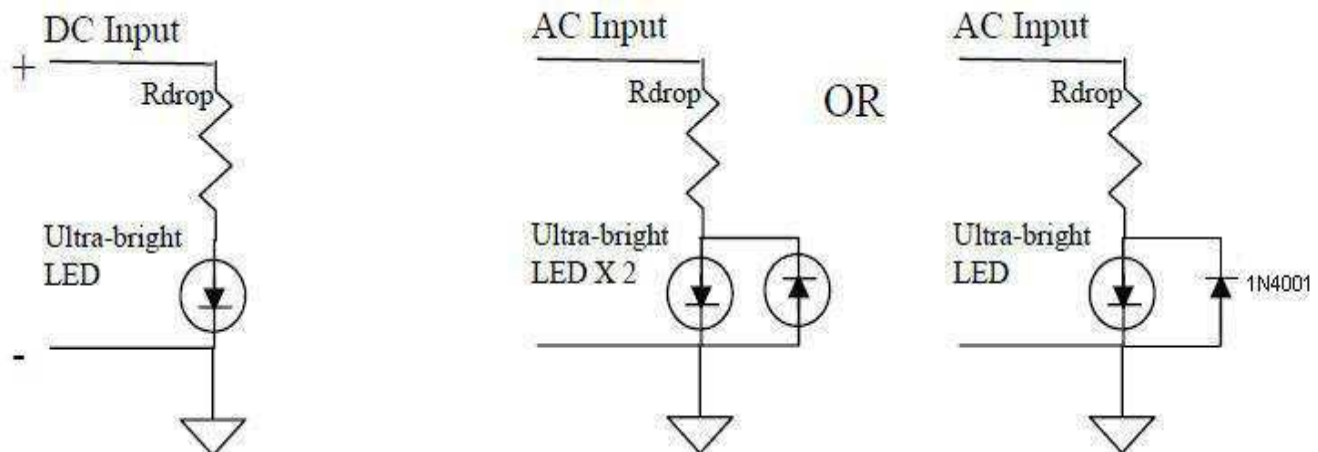 DC Input
+
Rdrop
Ultra-bright
LED
-
AC Input
Rdrop
Ultra-bright
LED X 2
OR
AC Input
Rdrop
Ultra-bright
LED
1N4001